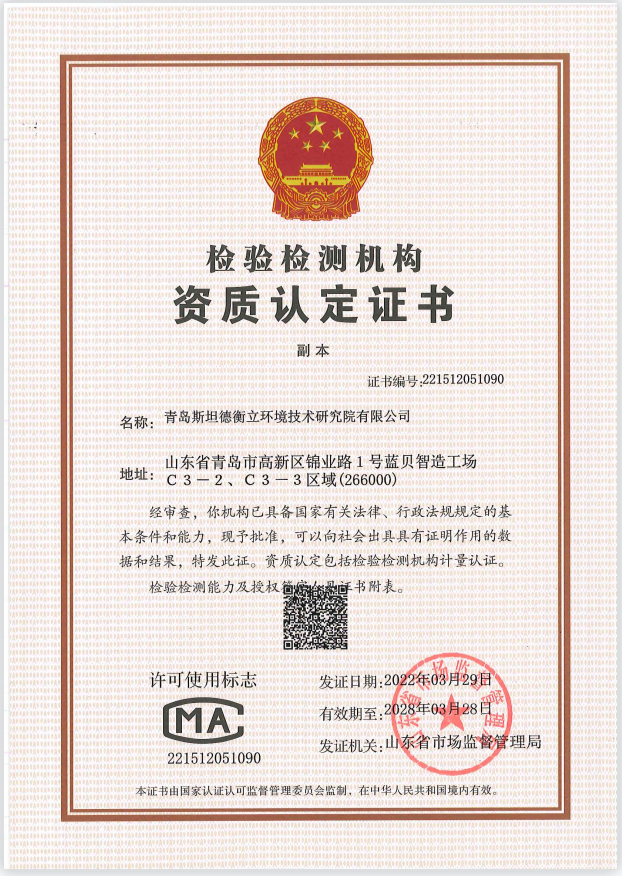 检验检测机构
资质认定证书
副本
证书编号:221512051090
名称: 青岛斯坦德衡立环境技术研究院有限公司
地址: 山东省青岛市高新区锦业路1号蓝贝智造工场
C3-2、C3-3区域(266000)
经审查，你机构已具备国家有关法律、行政法规规定的基
本条件和能力，现予批准，可以向社会出具具有证明作用的数
据和结果，特发此证。资质认定包括检验检测机构计量认证。
检验检测能力及授权签字人见证书附表。
许可使用标志
MA
221512051090
发证日期:2022年03月29日
有效期至:2028年03月28日
发证机关:山东省市场监督管理局
山东省市场监督管理局
本证书由国家认证认可监督管理委员会监制，在中华人民共和国境内有效。